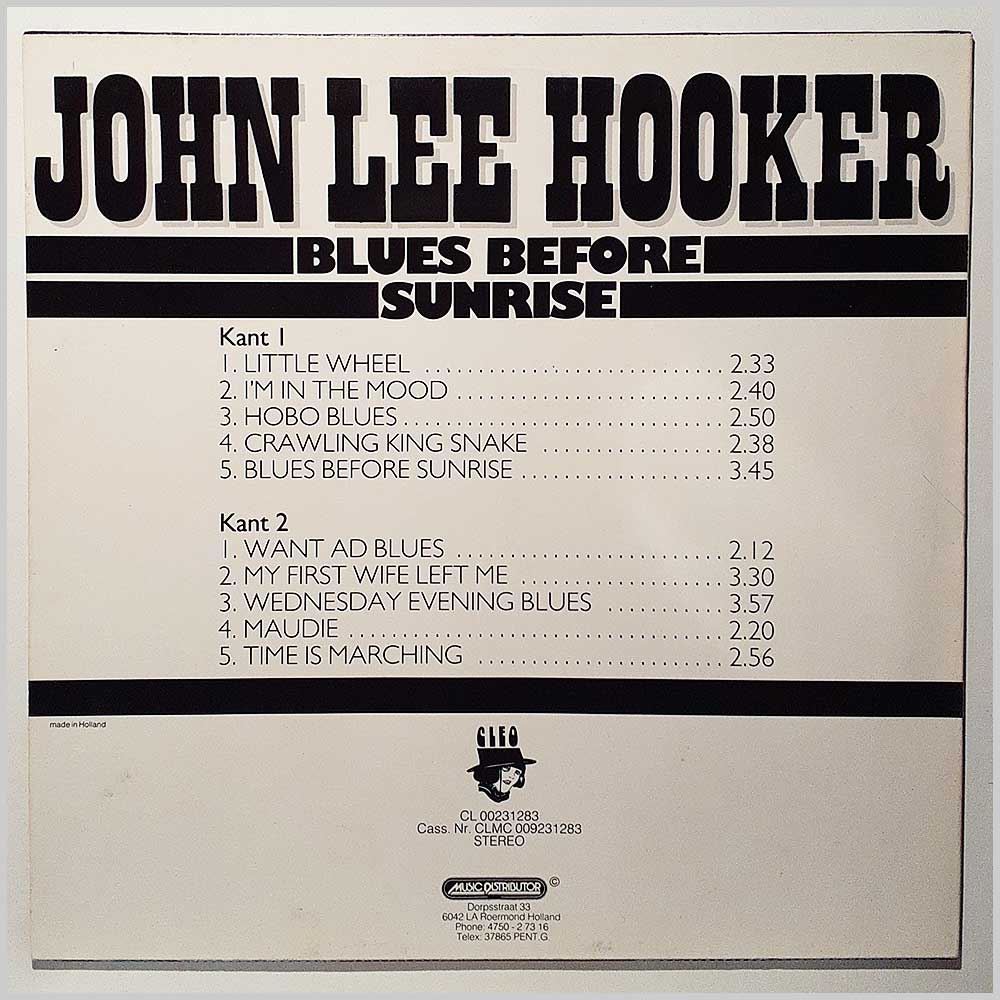 JOHN LEE HOOKER
BLUES BEFORE
SUNRISE
Kant 1
1. LITTLE WHEEL ............................ 2.33
2. I'M IN THE MOOD ......................... 2.40
3. HOBO BLUES .............................. 2.50
4. CRAWLING KING SNAKE .................. 2.38
5. BLUES BEFORE SUNRISE ................... 3.45
Kant 2
1. WANT AD BLUES ......................... 2.12
2. MY FIRST WIFE LEFT ME ................... 3.30
3. WEDNESDAY EVENING BLUES ........... 3.57
4. MAUDIE ................................... 2.20
5. TIME IS MARCHING ....................... 2.56
made in Holland
CLEO
CL 00231283
Cass. Nr. CLMC 009231283
STEREO
MUSIC DISTRIBUTOR ©
Dorpsstraat 33
6042 LA Roermond Holland
Phone: 4750 - 2 73 16
Telex: 37865 PENT.G.